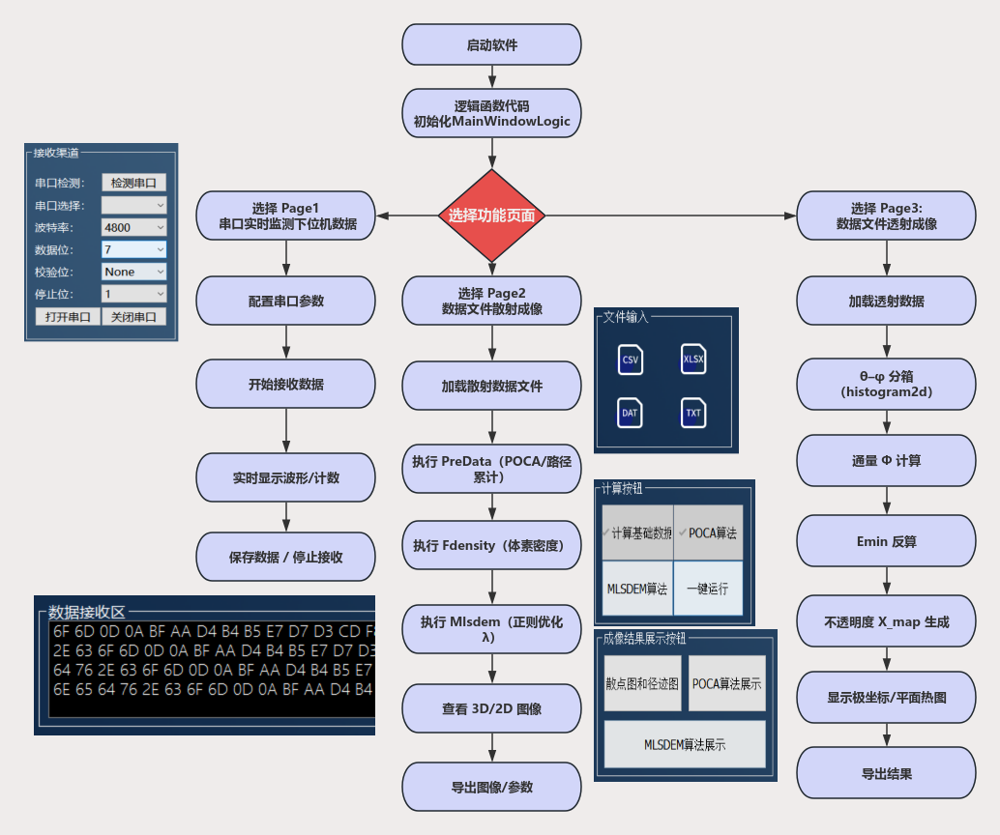 启动软件
逻辑函数代码
初始化MainWindowLogic
选择功能页面
接收渠道
串口检测:
检测串口
串口选择:
波特率:
4800
数据位:
7
校验位:
None
停止位:
1
打开串口
关闭串口
选择 Page1
串口实时监测下位机数据
配置串口参数
开始接收数据
实时显示波形/计数
保存数据 / 停止接收
数据接收区
6F 6D 0D 0A BF AA D4 B4 B5 E7 D7 D3 CD
2E 63 6F 6D 0D 0A BF AA D4 B4 B5 E7 D7 D3
64 76 2E 63 6F 6D 0D 0A BF AA D4 B4 B5 E7
6E 65 64 76 2E 63 6F 6D 0D 0A BF AA D4 B4
选择 Page2
数据文件散射成像
加载散射数据文件
执行 PreData（POCA/路径
累计）
执行 Fdensity（体素密度）
执行 Mlsdem（正则优化
λ）
查看 3D/2D 图像
导出图像/参数
文件输入
CSV
XLSX
DAT
TXT
计算按钮
✓计算基础数据
✓POCA算法
MLSDEM算法
一键运行
成像结果展示按钮
散点图和径迹图
POCA算法展示
MLSDEM算法展示
选择 Page3:
数据文件透射成像
加载透射数据
θ–φ 分箱
（histogram2d）
通量 Φ 计算
Emin 反算
不透明度 X_map 生成
显示极坐标/平面热图
导出结果